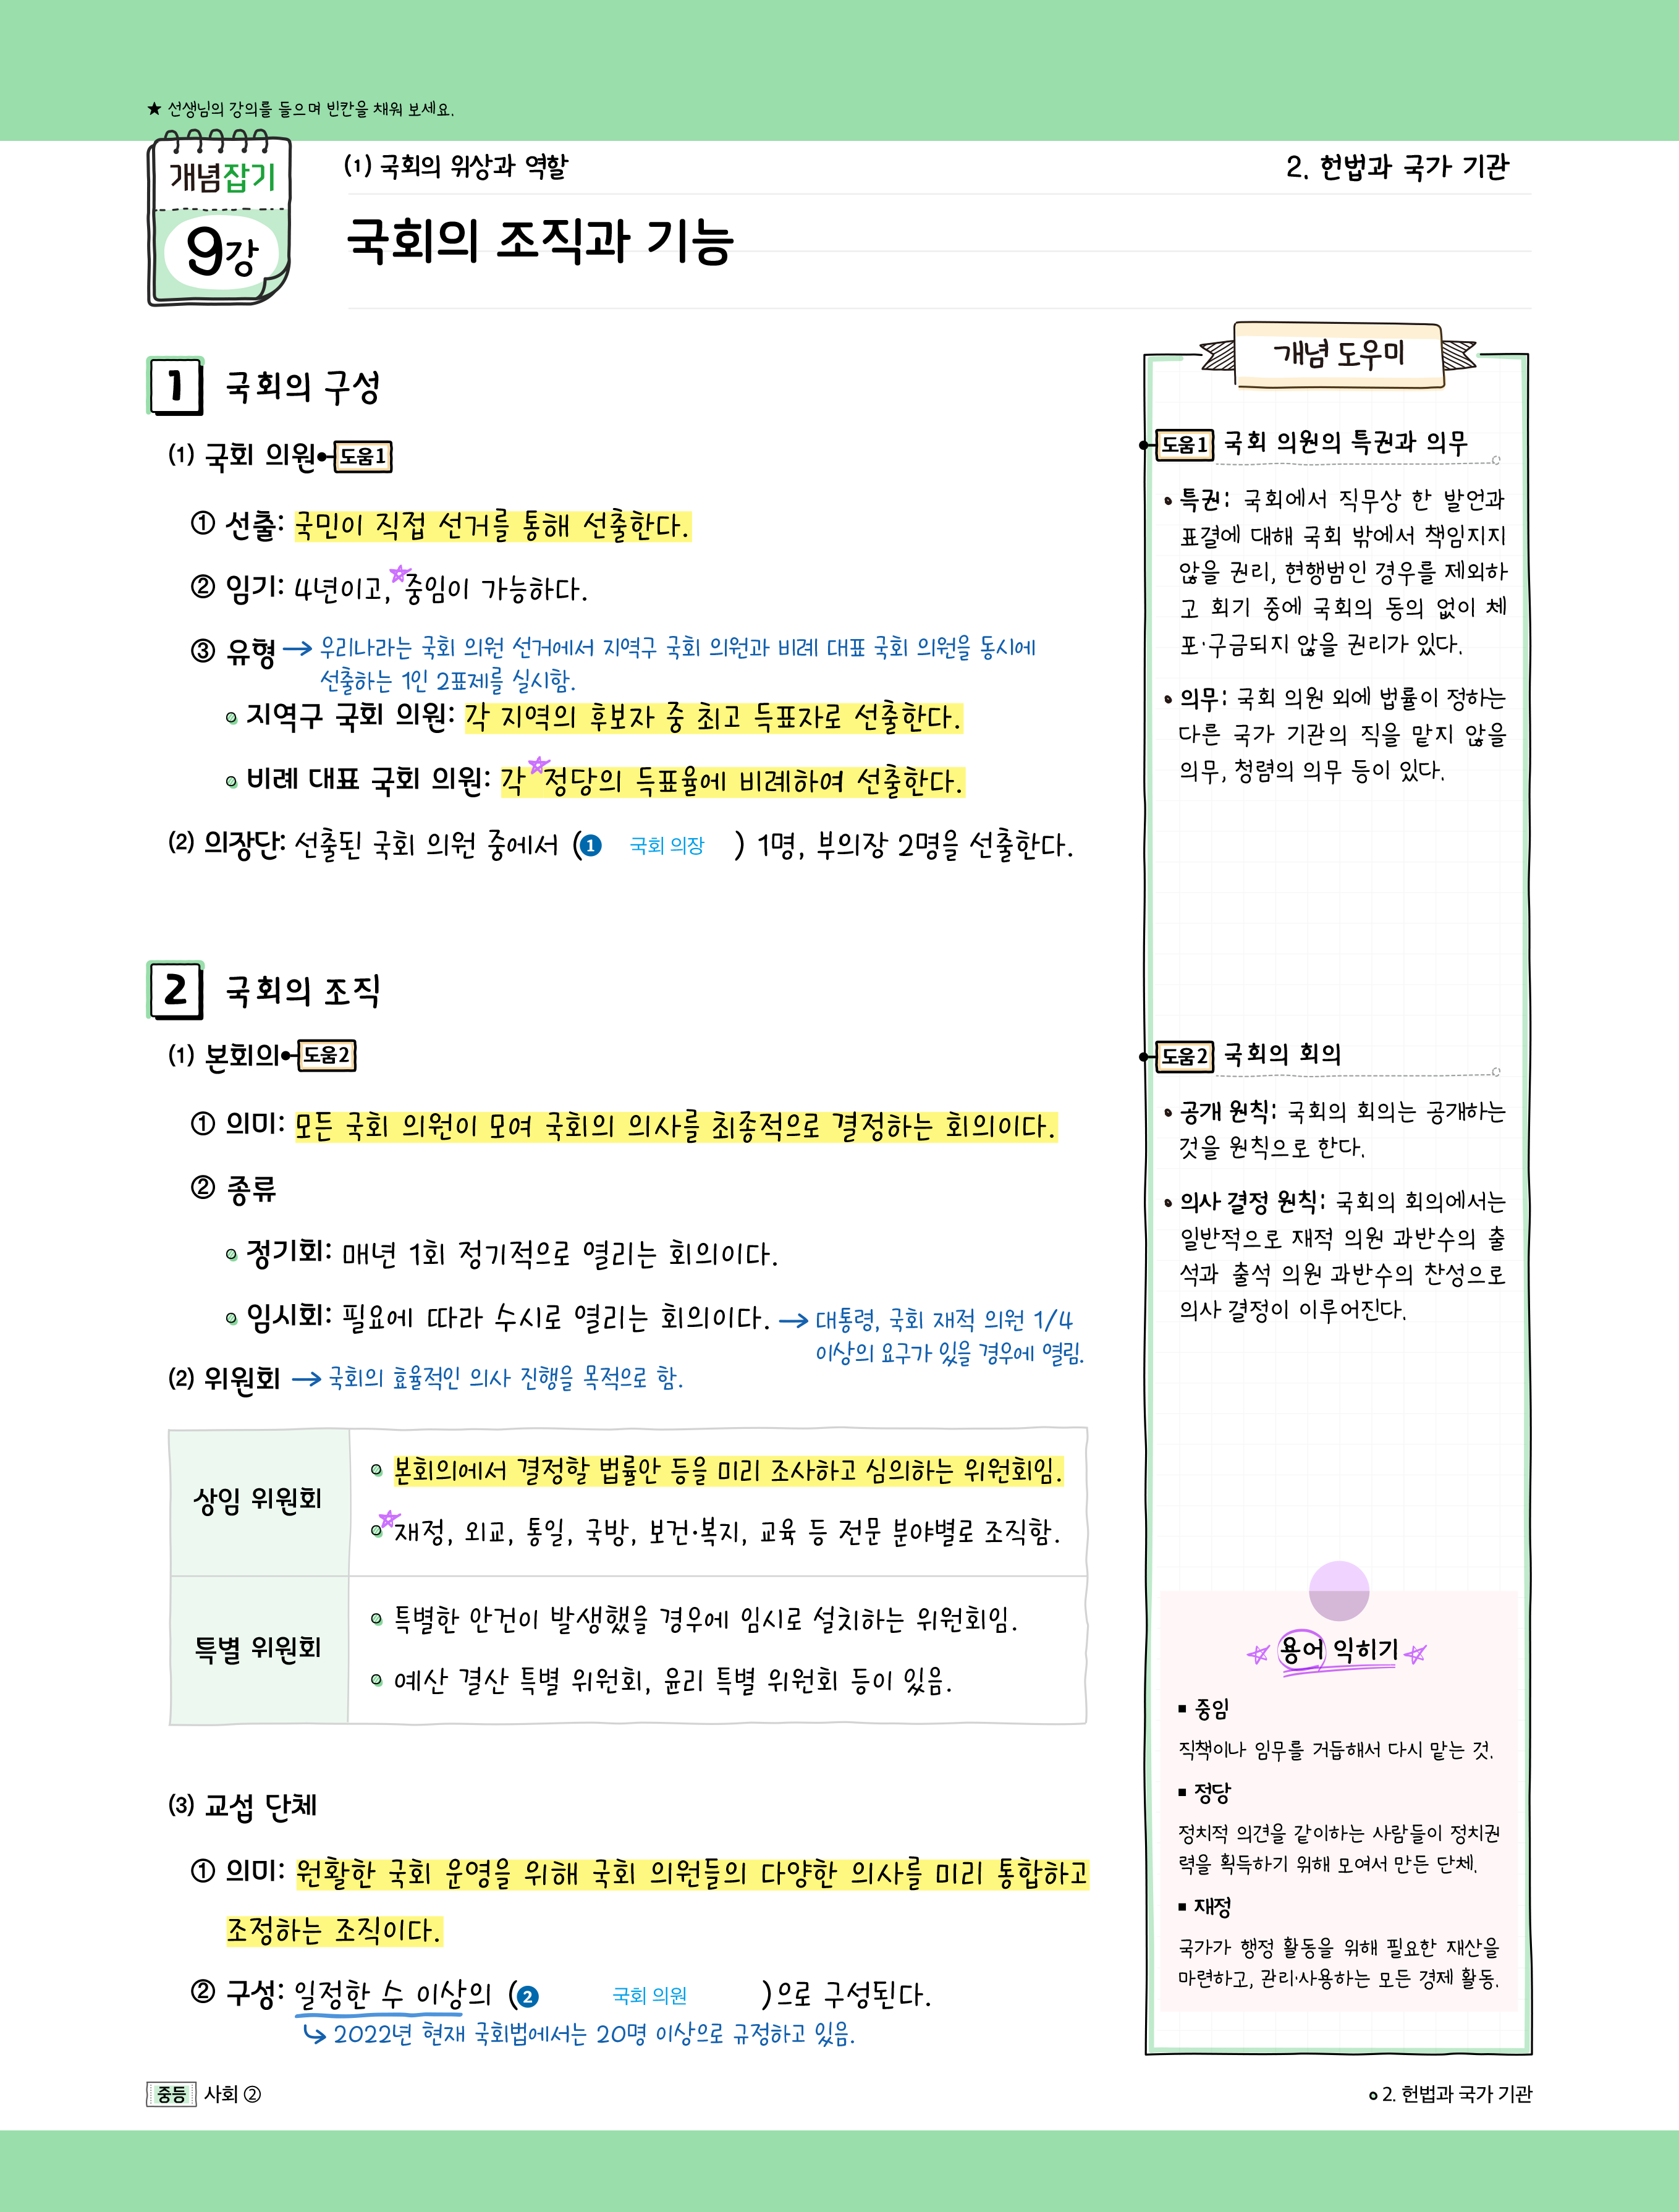 ★ 선생님의 강의를 들으며 빈칸을 채워 보세요.
개념잡기
9강
(1) 국회의 위상과 역할
2. 헌법과 국가 기관
국회의 조직과 기능
1 국회의 구성
(1) 국회 의원 도움1
① 선출: 국민이 직접 선거를 통해 선출한다.
② 임기: 4년이고, 중임이 가능하다.
③ 유형 → 우리나라는 국회 의원 선거에서 지역구 국회 의원과 비례 대표 국회 의원을 동시에
선출하는 1인 2표제를 실시함.
지역구 국회 의원: 각 지역의 후보자 중 최고 득표자로 선출한다.
비례 대표 국회 의원: 각 정당의 득표율에 비례하여 선출한다.
(2) 의장단: 선출된 국회 의원 중에서 (❶ 국회 의장 ) 1명, 부의장 2명을 선출한다.
2 국회의 조직
(1) 본회의 도움2
① 의미: 모든 국회 의원이 모여 국회의 의사를 최종적으로 결정하는 회의이다.
② 종류
정기회: 매년 1회 정기적으로 열리는 회의이다.
임시회: 필요에 따라 수시로 열리는 회의이다. → 대통령, 국회 재적 의원 1/4
이상의 요구가 있을 경우에 열림.
(2) 위원회 → 국회의 효율적인 의사 진행을 목적으로 함.
상임 위원회
본회의에서 결정할 법률안 등을 미리 조사하고 심의하는 위원회임.
재정, 외교, 통일, 국방, 보건·복지, 교육 등 전문 분야별로 조직함.
특별 위원회
특별한 안건이 발생했을 경우에 임시로 설치하는 위원회임.
예산 결산 특별 위원회, 윤리 특별 위원회 등이 있음.
(3) 교섭 단체
① 의미: 원활한 국회 운영을 위해 국회 의원들의 다양한 의사를 미리 통합하고
조정하는 조직이다.
② 구성: 일정한 수 이상의 (❷ 국회 의원 )으로 구성된다.
↳ 2022년 현재 국회법에서는 20명 이상으로 규정하고 있음.
개념 도우미
도움1 국회 의원의 특권과 의무
• 특권: 국회에서 직무상 한 발언과
표결에 대해 국회 밖에서 책임지지
않을 권리, 현행범인 경우를 제외하
고 회기 중에 국회의 동의 없이 체
포·구금되지 않을 권리가 있다.
• 의무: 국회 의원 외에 법률이 정하는
다른 국가 기관의 직을 맡지 않을
의무, 청렴의 의무 등이 있다.
도움2 국회의 회의
• 공개 원칙: 국회의 회의는 공개하는
것을 원칙으로 한다.
• 의사 결정 원칙: 국회의 회의에서는
일반적으로 재적 의원 과반수의 출
석과 출석 의원 과반수의 찬성으로
의사 결정이 이루어진다.
용어 익히기
▪ 중임
직책이나 임무를 거듭해서 다시 맡는 것.
▪ 정당
정치적 의견을 같이하는 사람들이 정치권
력을 획득하기 위해 모여서 만든 단체.
▪ 재정
국가가 행정 활동을 위해 필요한 재산을
마련하고, 관리·사용하는 모든 경제 활동.
중등 사회 ②
2. 헌법과 국가 기관